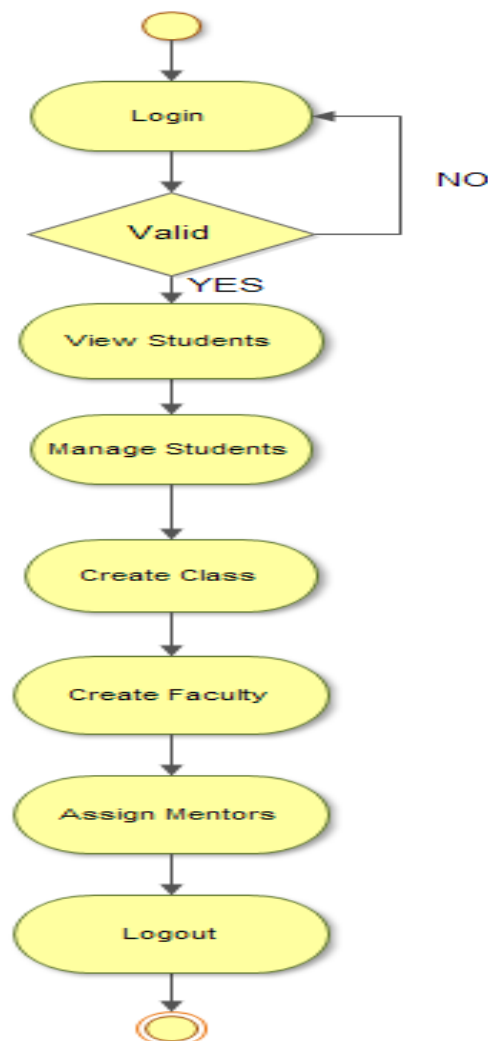 Login
NO
Valid
YES
View Students
Manage Students
Create Class
Create Faculty
Assign Mentors
Logout